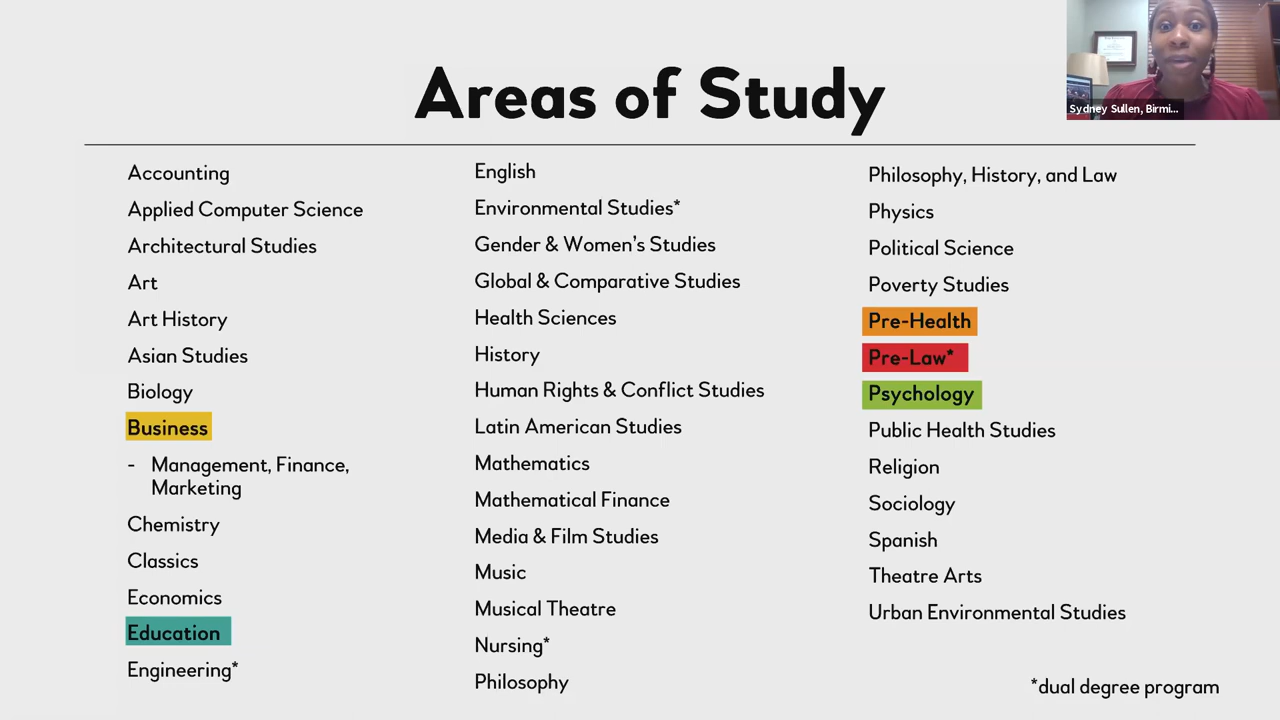 Areas of Study
Sydney Sullen, Birmi...
Accounting
Applied Computer Science
Architectural Studies
Art
Art History
Asian Studies
Biology
Business
- Management, Finance,
Marketing
Chemistry
Classics
Economics
Education
Engineering*
English
Environmental Studies*
Gender & Women’s Studies
Global & Comparative Studies
Health Sciences
History
Human Rights & Conflict Studies
Latin American Studies
Mathematics
Mathematical Finance
Media & Film Studies
Music
Musical Theatre
Nursing*
Philosophy
Philosophy, History, and Law
Physics
Political Science
Poverty Studies
Pre-Health
Pre-Law*
Psychology
Public Health Studies
Religion
Sociology
Spanish
Theatre Arts
Urban Environmental Studies
*dual degree program